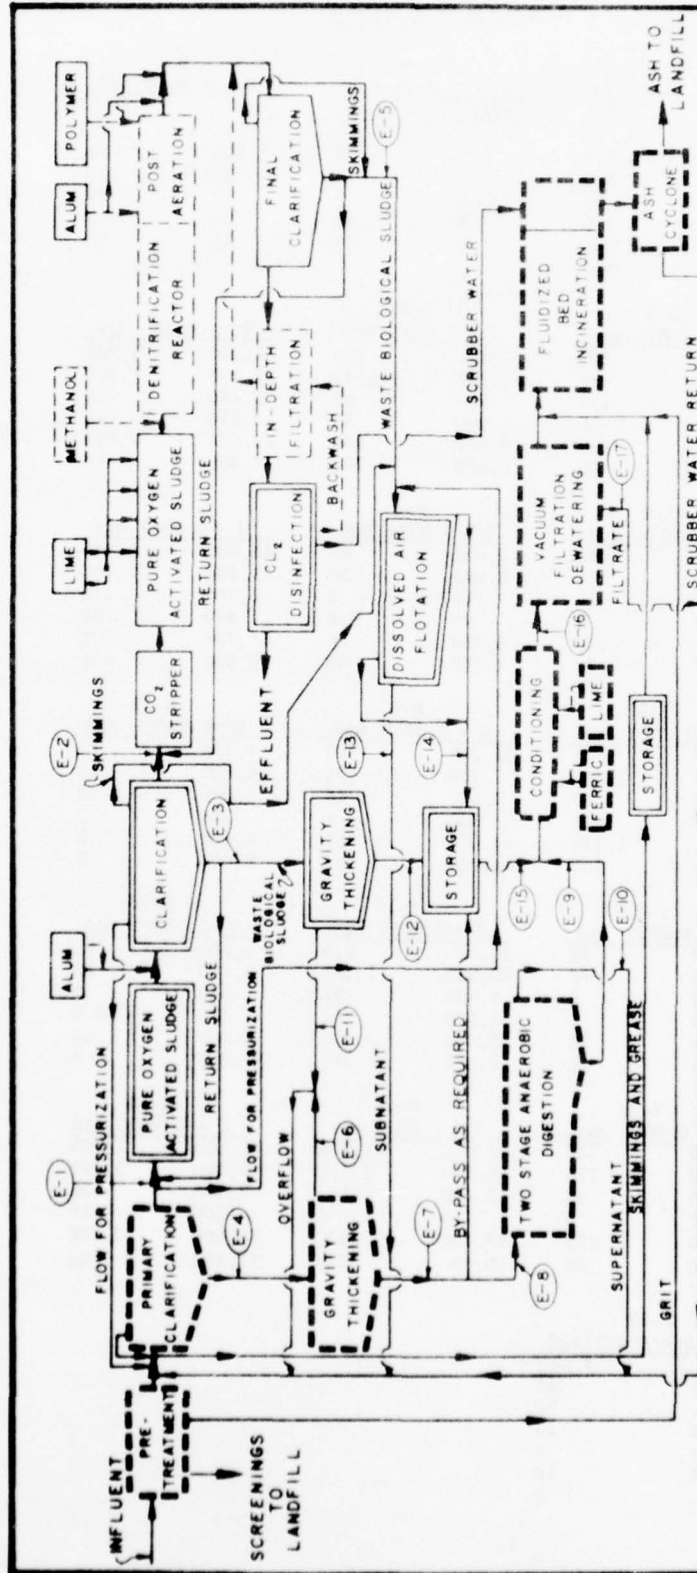 INFLUENT
PRE-
TREATMENT
SCREENINGS
TO
LANDFILL
FLOW FOR PRESSURIZATION
PRIMARY
CLARIFICATION
E-1
PURE OXYGEN
ACTIVATED SLUDGE
ALUM
CLARIFICATION
SKIMMINGS
E-2
CO2
STRIPPER
LIME
PURE OXYGEN
ACTIVATED SLUDGE
METHANOL
DENITRIFICATION
REACTOR
ALUM
POLYMER
POST
AERATION
RETURN SLUDGE
RETURN SLUDGE
E-3
E-4
FLOW FOR PRESSURIZATION
WASTE
BIOLOGICAL
SLUDGE
FINAL
CLARIFICATION
SKIMMINGS
E-5
IN-DEPTH
FILTRATION
BACKWASH
CL2
DISINFECTION
EFFLUENT
WASTE BIOLOGICAL SLUDGE
OVERFLOW
GRAVITY
THICKENING
E-6
E-11
GRAVITY
THICKENING
DISSOLVED AIR
FLOTATION
E-13
E-14
SUBNATANT
E-7
E-12
STORAGE
BY-PASS AS REQUIRED
SCRUBBER WATER
E-8
TWO STAGE ANAEROBIC
DIGESTION
E-15
E-9
E-10
CONDITIONING
FERRIC
LIME
E-16
VACUUM
FILTRATION
DEWATERING
FLUIDIZED
BED
INCINERATION
ASH
CYCLONE
ASH TO
LANDFILL
SUPERNATANT
SKIMMINGS AND GREASE
STORAGE
FILTRATE
E-17
GRIT
SCRUBBER WATER RETURN